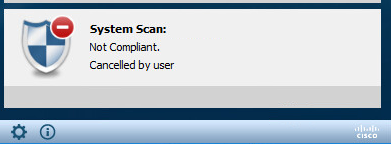 System Scan:
Not Compliant.
Cancelled by user
CISCO